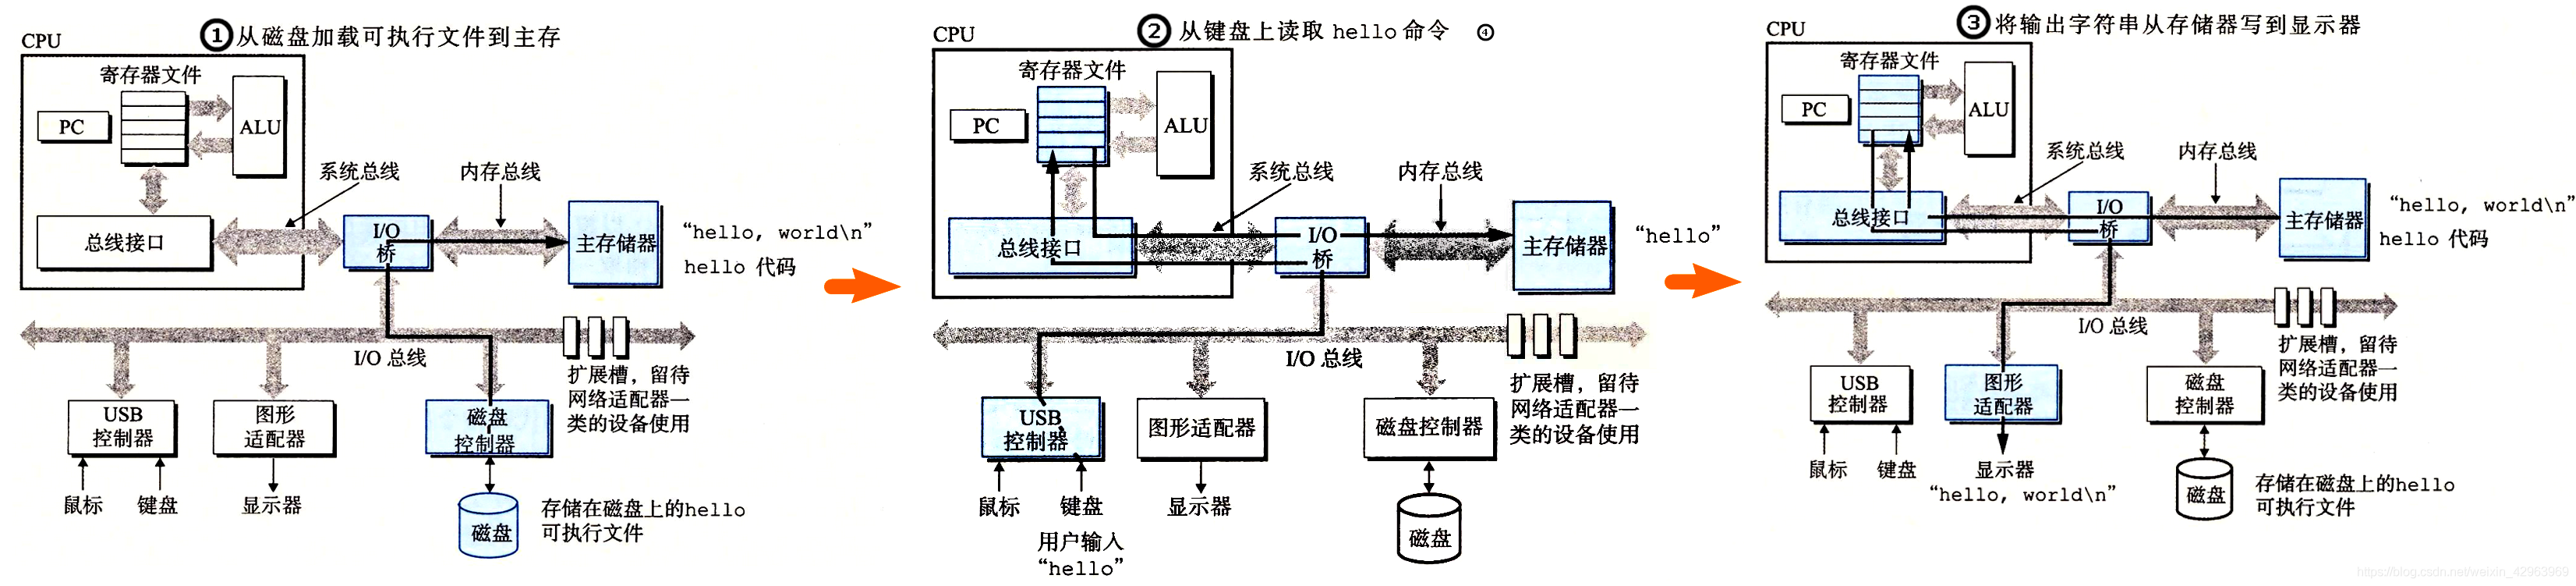 ①从磁盘加载可执行文件到主存
CPU
寄存器文件
PC
ALU
系统总线
内存总线
总线接口
I/O
桥
主存储器
“hello, world\n”
hello 代码
I/O 总线
扩展槽，留待
网络适配器一
类的设备使用
USB
控制器
图形
适配器
磁盘
控制器
鼠标
键盘
显示器
磁盘
存储在磁盘上的hello
可执行文件
②从键盘上读取 hello 命令 ④
CPU
寄存器文件
PC
ALU
系统总线
内存总线
总线接口
I/O
桥
主存储器
“hello”
I/O 总线
扩展槽，留待
网络适配器一
类的设备使用
USB
控制器
图形适配器
磁盘控制器
鼠标
键盘
显示器
用户输入
“hello”
磁盘
③将输出字符串从存储器写到显示器
CPU
寄存器文件
PC
ALU
系统总线
内存总线
总线接口
I/O
桥
主存储器
“hello, world\n”
hello 代码
I/O 总线
扩展槽，留待
网络适配器一
类的设备使用
USB
控制器
图形
适配器
磁盘
控制器
鼠标
键盘
显示器
“hello, world\n”
磁盘
存储在磁盘上的hello
可执行文件
https://blog.csdn.net/weixin_42963969